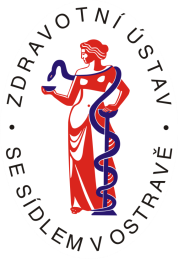 ZDRAVOTNÍ ÚSTAV
SE SÍDLEM V OSTRAVĚ